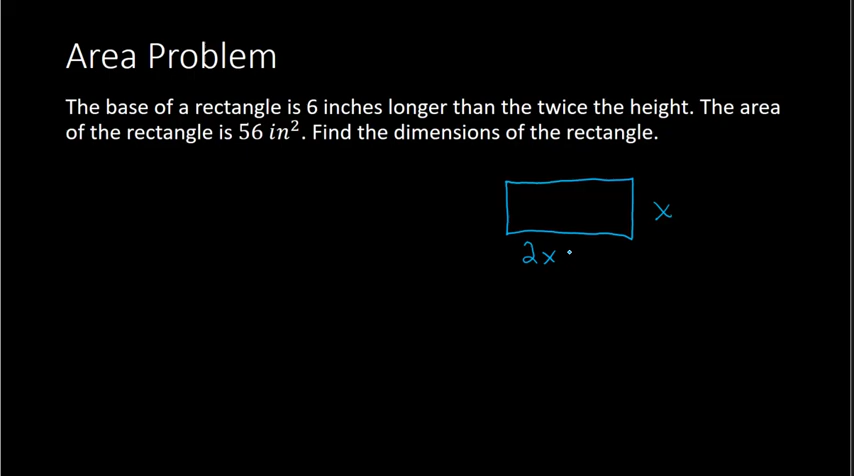 Area Problem
The base of a rectangle is 6 inches longer than the twice the height. The area
of the rectangle is 56 in². Find the dimensions of the rectangle.
x
2x